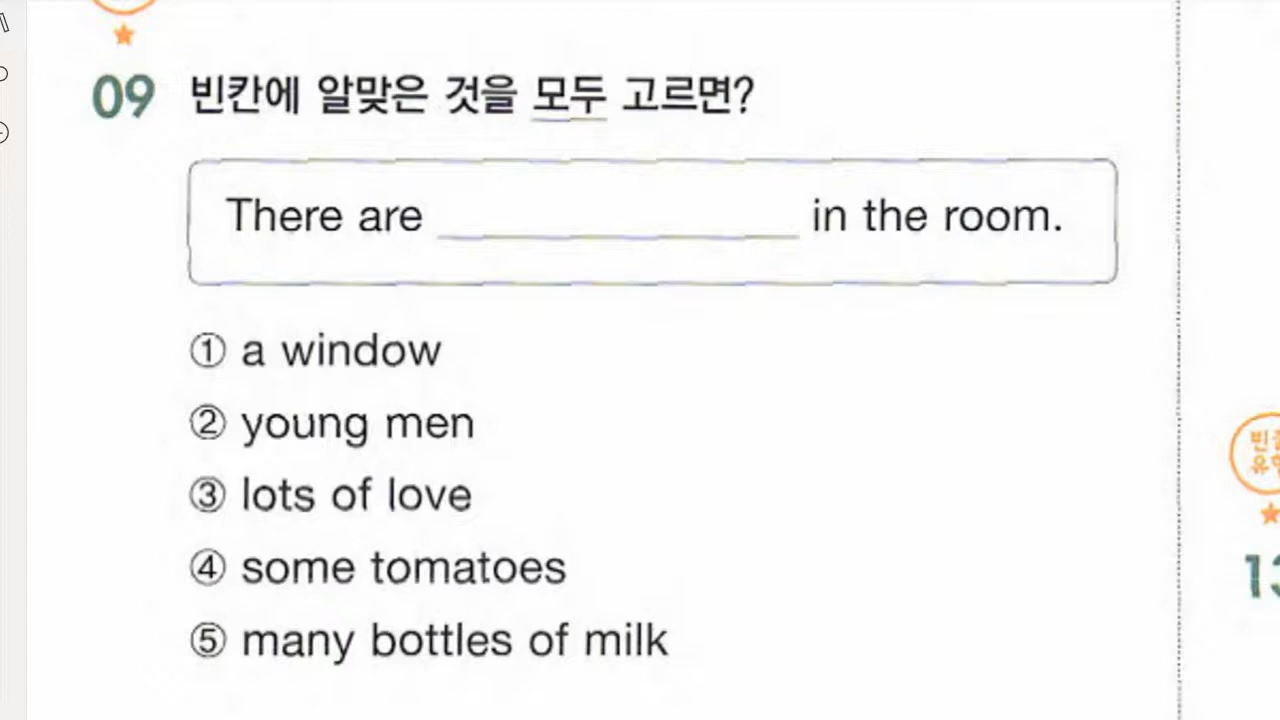 09 빈칸에 알맞은 것을 모두 고르면?
There are ____________ in the room.
① a window
② young men
③ lots of love
④ some tomatoes
⑤ many bottles of milk